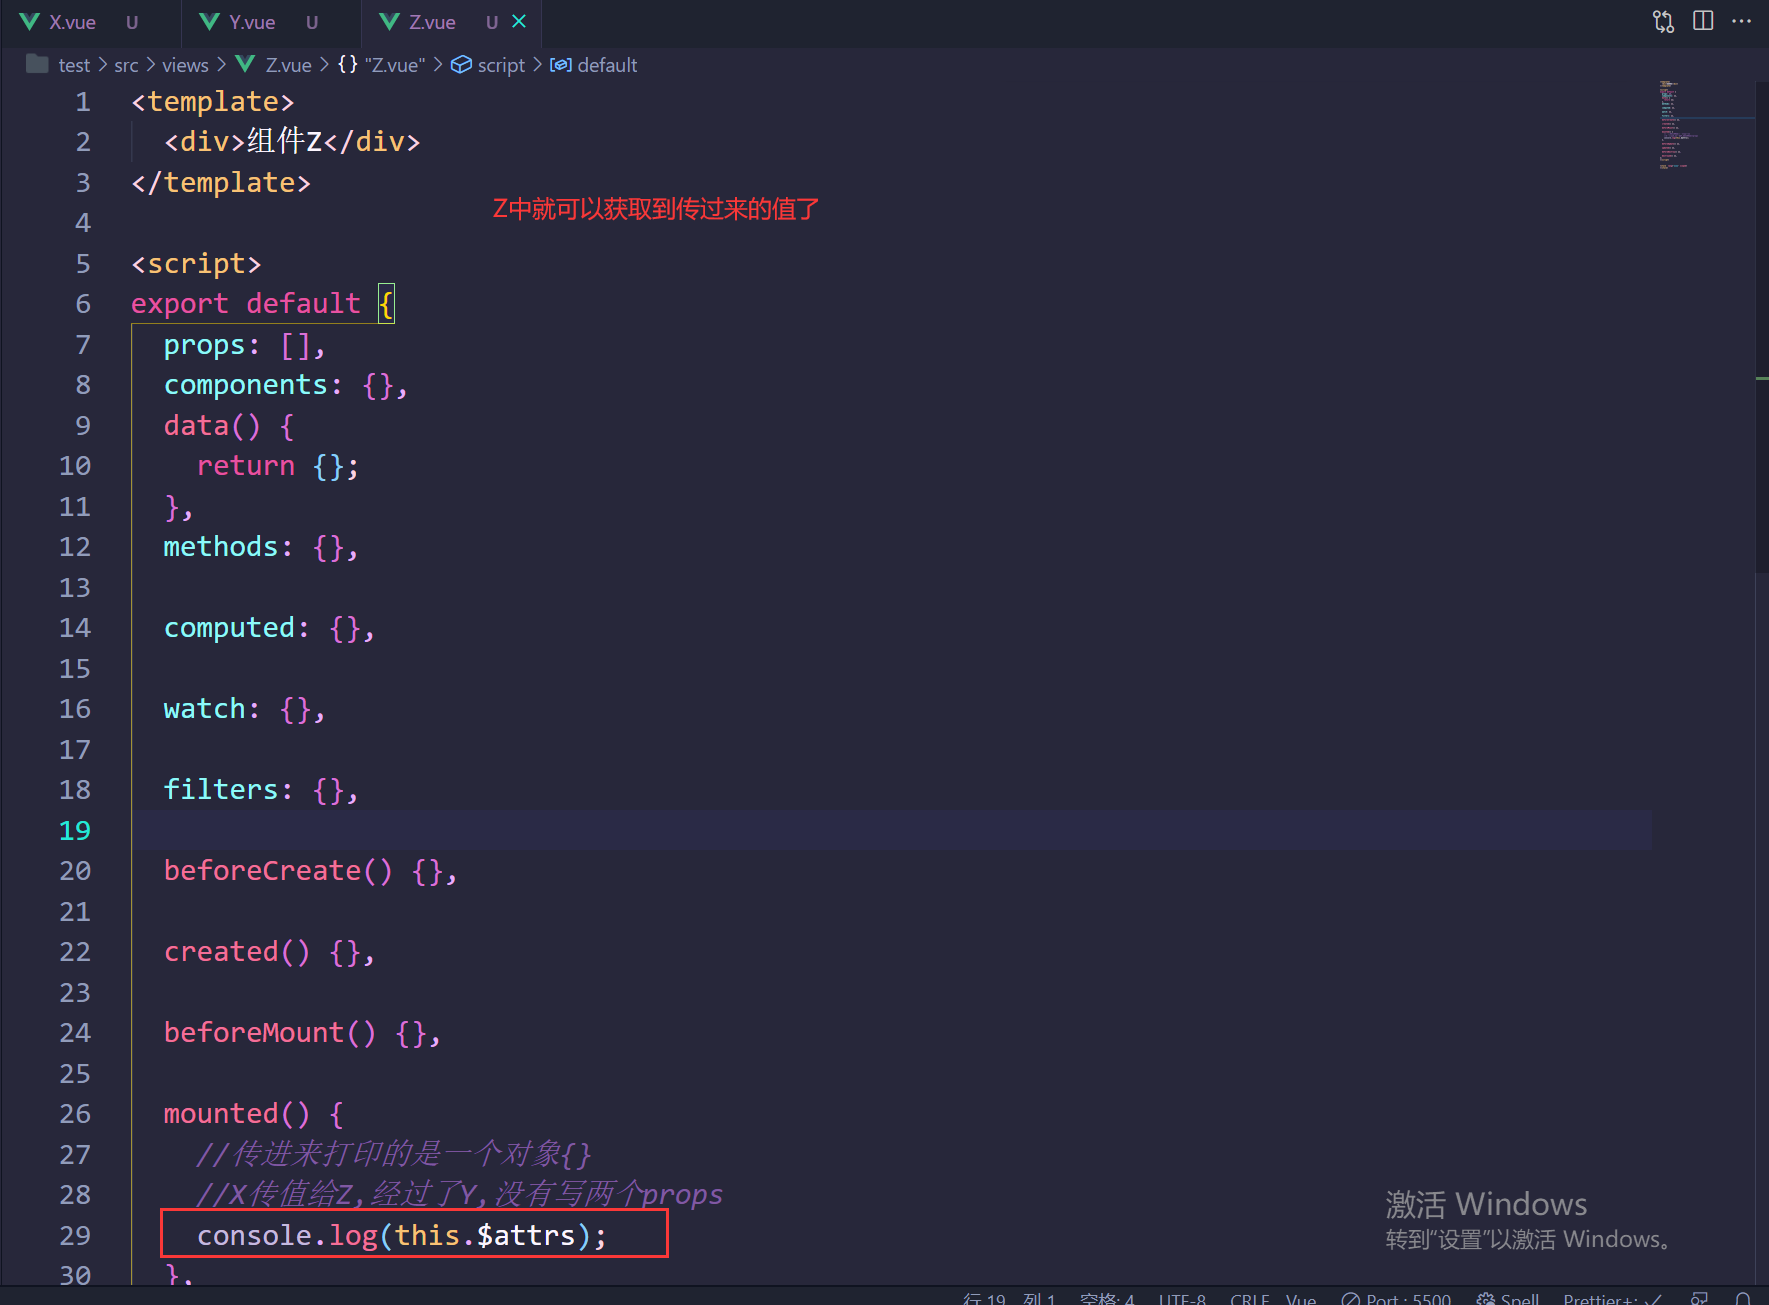 X.vue U Y.vue U Z.vue U
test > src > views > Z.vue > {} "Z.vue" > script > default
1 <template>
2 <div>组件Z</div>
3 </template>
Z中就可以获取到传过来的值了
4
5 <script>
6 export default {
7 props: [],
8 components: {},
9 data() {
10 return {};
11 },
12 methods: {},
13
14 computed: {},
15
16 watch: {},
17
18 filters: {},
19
20 beforeCreate() {},
21
22 created() {},
23
24 beforeMount() {},
25
26 mounted() {
27 //传进来打印的是一个对象{}
28 //X传值给Z,经过了Y,没有写两个props
29 console.log(this.$attrs);
30 },
激活 Windows
转到"设置"以激活 Windows。
行 19, 列 1 空格: 4 UTF-8 CRLF Vue Port : 5500 Spell Prettier+: ✓